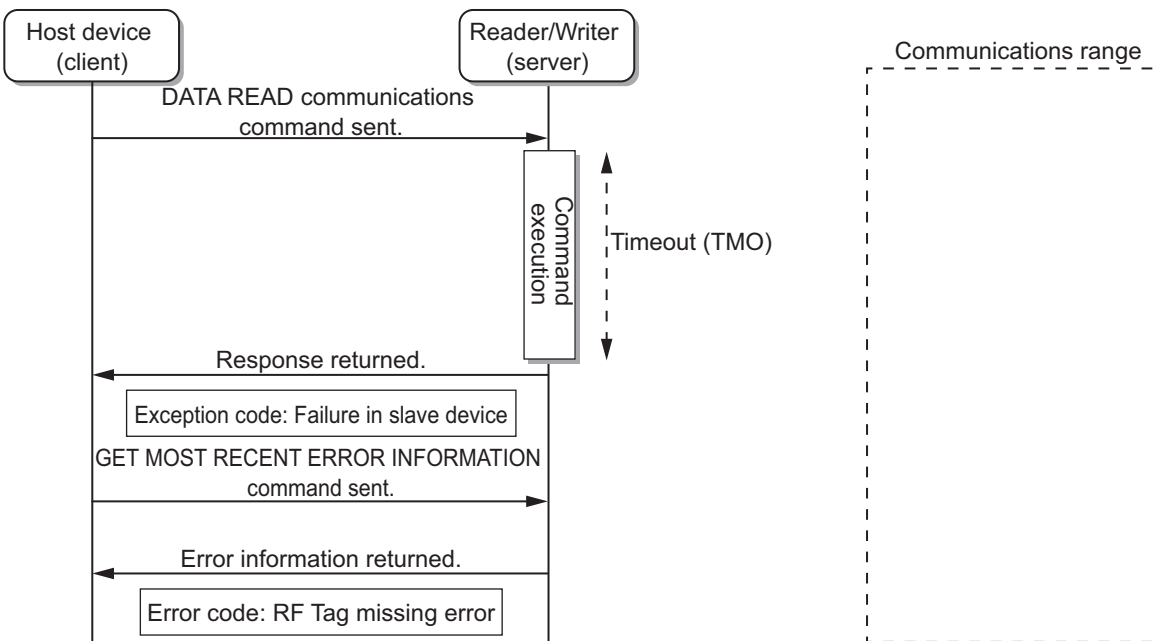 Host device
(client)
Reader/Writer
(server)
Communications range
DATA READ communications
command sent.
Command
execution
Timeout (TMO)
Response returned.
Exception code: Failure in slave device
GET MOST RECENT ERROR INFORMATION
command sent.
Error information returned.
Error code: RF Tag missing error